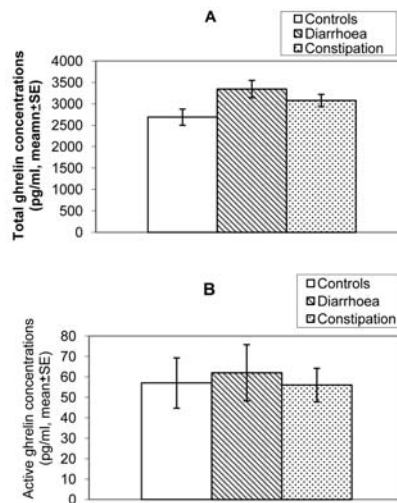 A
Controls
Diarrhoea
Constipation
Total ghrelin concentrations
(pg/ml, meamn±SE)
4000
3500
3000
2500
2000
1500
1000
500
0
B
Controls
Diarrhoea
Constipation
Active ghrelin concentrations
(pg/ml, mean±SE)
80
70
60
50
40
30
20
10
0